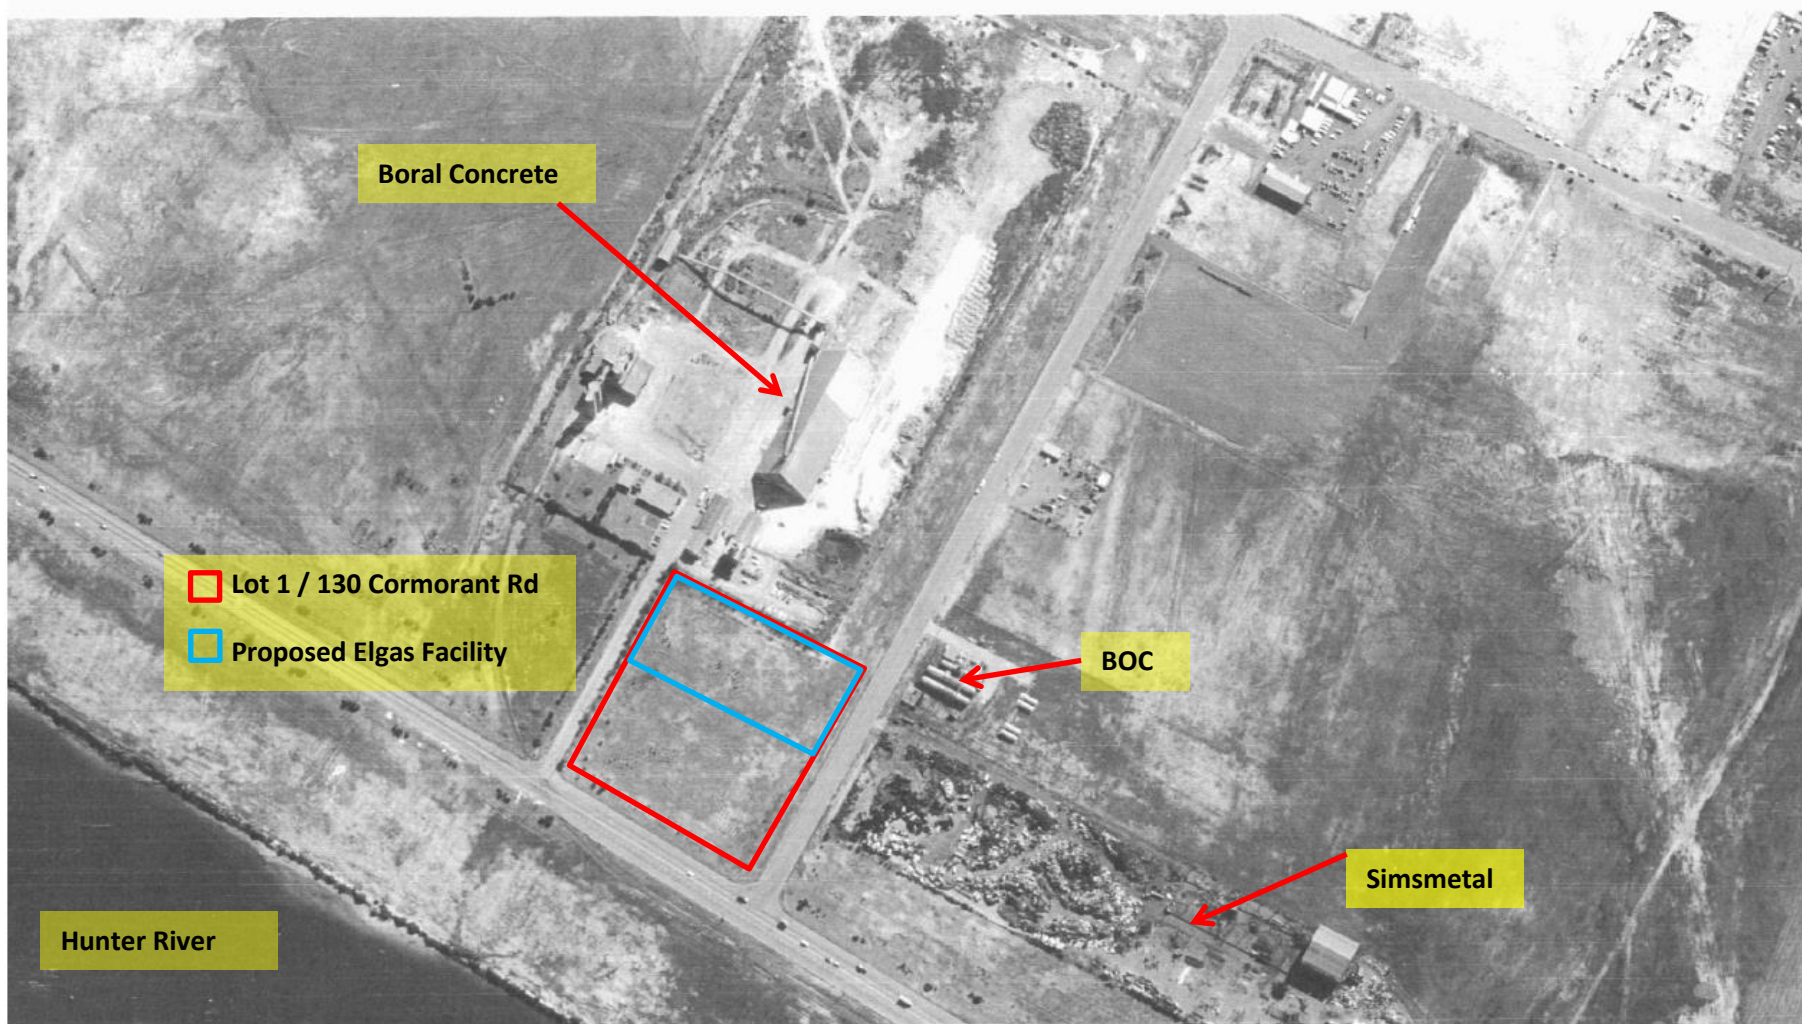 Boral Concrete
Lot 1 / 130 Cormorant Rd
Proposed Elgas Facility
BOC
Simsmetal
Hunter River